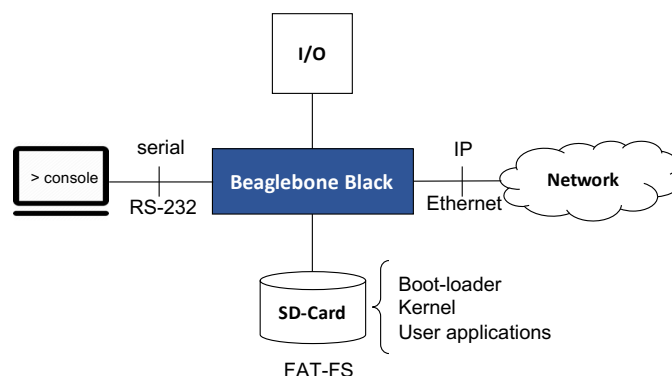 I/O
serial
IP
> console
Beaglebone Black
Network
RS-232
Ethernet
SD-Card
Boot-loader
Kernel
User applications
FAT-FS